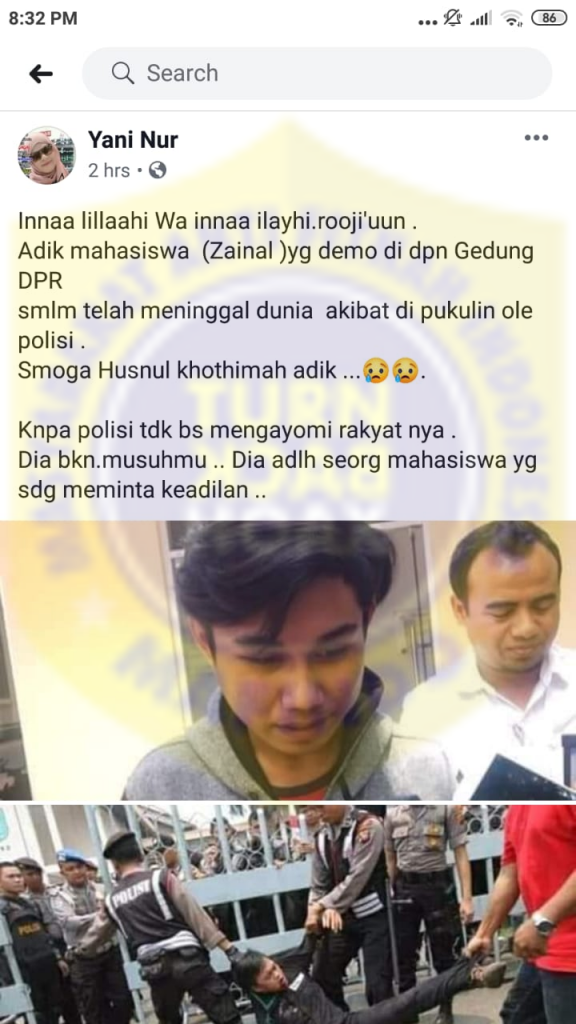 8:32 PM
86
Search
Yani Nur
2 hrs •
Innaa lillaahi Wa innaa ilayhi.rooji'uun .
Adik mahasiswa  (Zainal )yg demo di dpn Gedung
DPR
smlm telah meninggal dunia  akibat di pukulin ole
polisi .
Smoga Husnul khothimah adik ...😥😥.
Knpa polisi tdk bs mengayomi rakyat nya .
Dia bkn.musuhmu .. Dia adlh seorg mahasiswa yg
sdg meminta keadilan ..
TURN
POLISI
POLISI